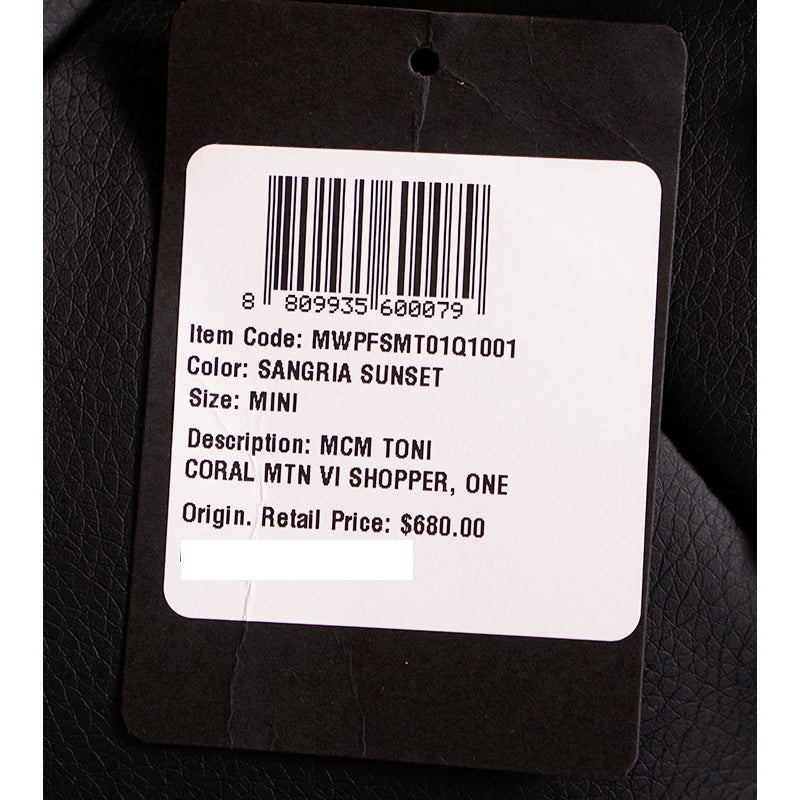 8 809935 600079
Item Code: MWPFSMT01Q1001
Color: SANGRIA SUNSET
Size: MINI
Description: MCM TONI
CORAL MTN VI SHOPPER, ONE
Origin. Retail Price: $680.00